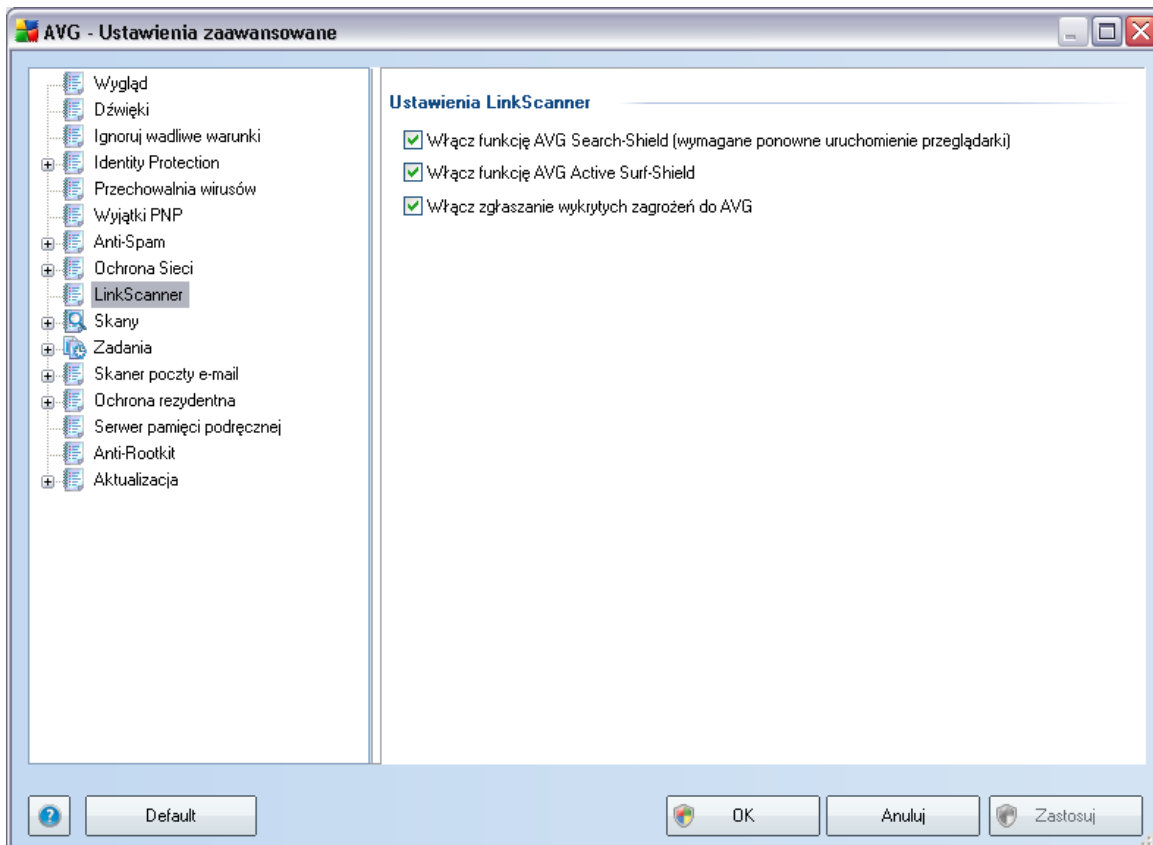 AVG - Ustawienia zaawansowane
Wygląd
Dźwięki
Ignoruj wadliwe warunki
Identity Protection
Przechowalnia wirusów
Wyjątki PNP
Anti-Spam
Ochrona Sieci
LinkScanner
Skany
Zadania
Skaner poczty e-mail
Ochrona rezydentna
Serwer pamięci podręcznej
Anti-Rootkit
Aktualizacja
Ustawienia LinkScanner
Włącz funkcję AVG Search-Shield (wymagane ponowne uruchomienie przeglądarki)
Włącz funkcję AVG Active Surf-Shield
Włącz zgłaszanie wykrytych zagrożeń do AVG
Default
OK
Anuluj
Zastosuj